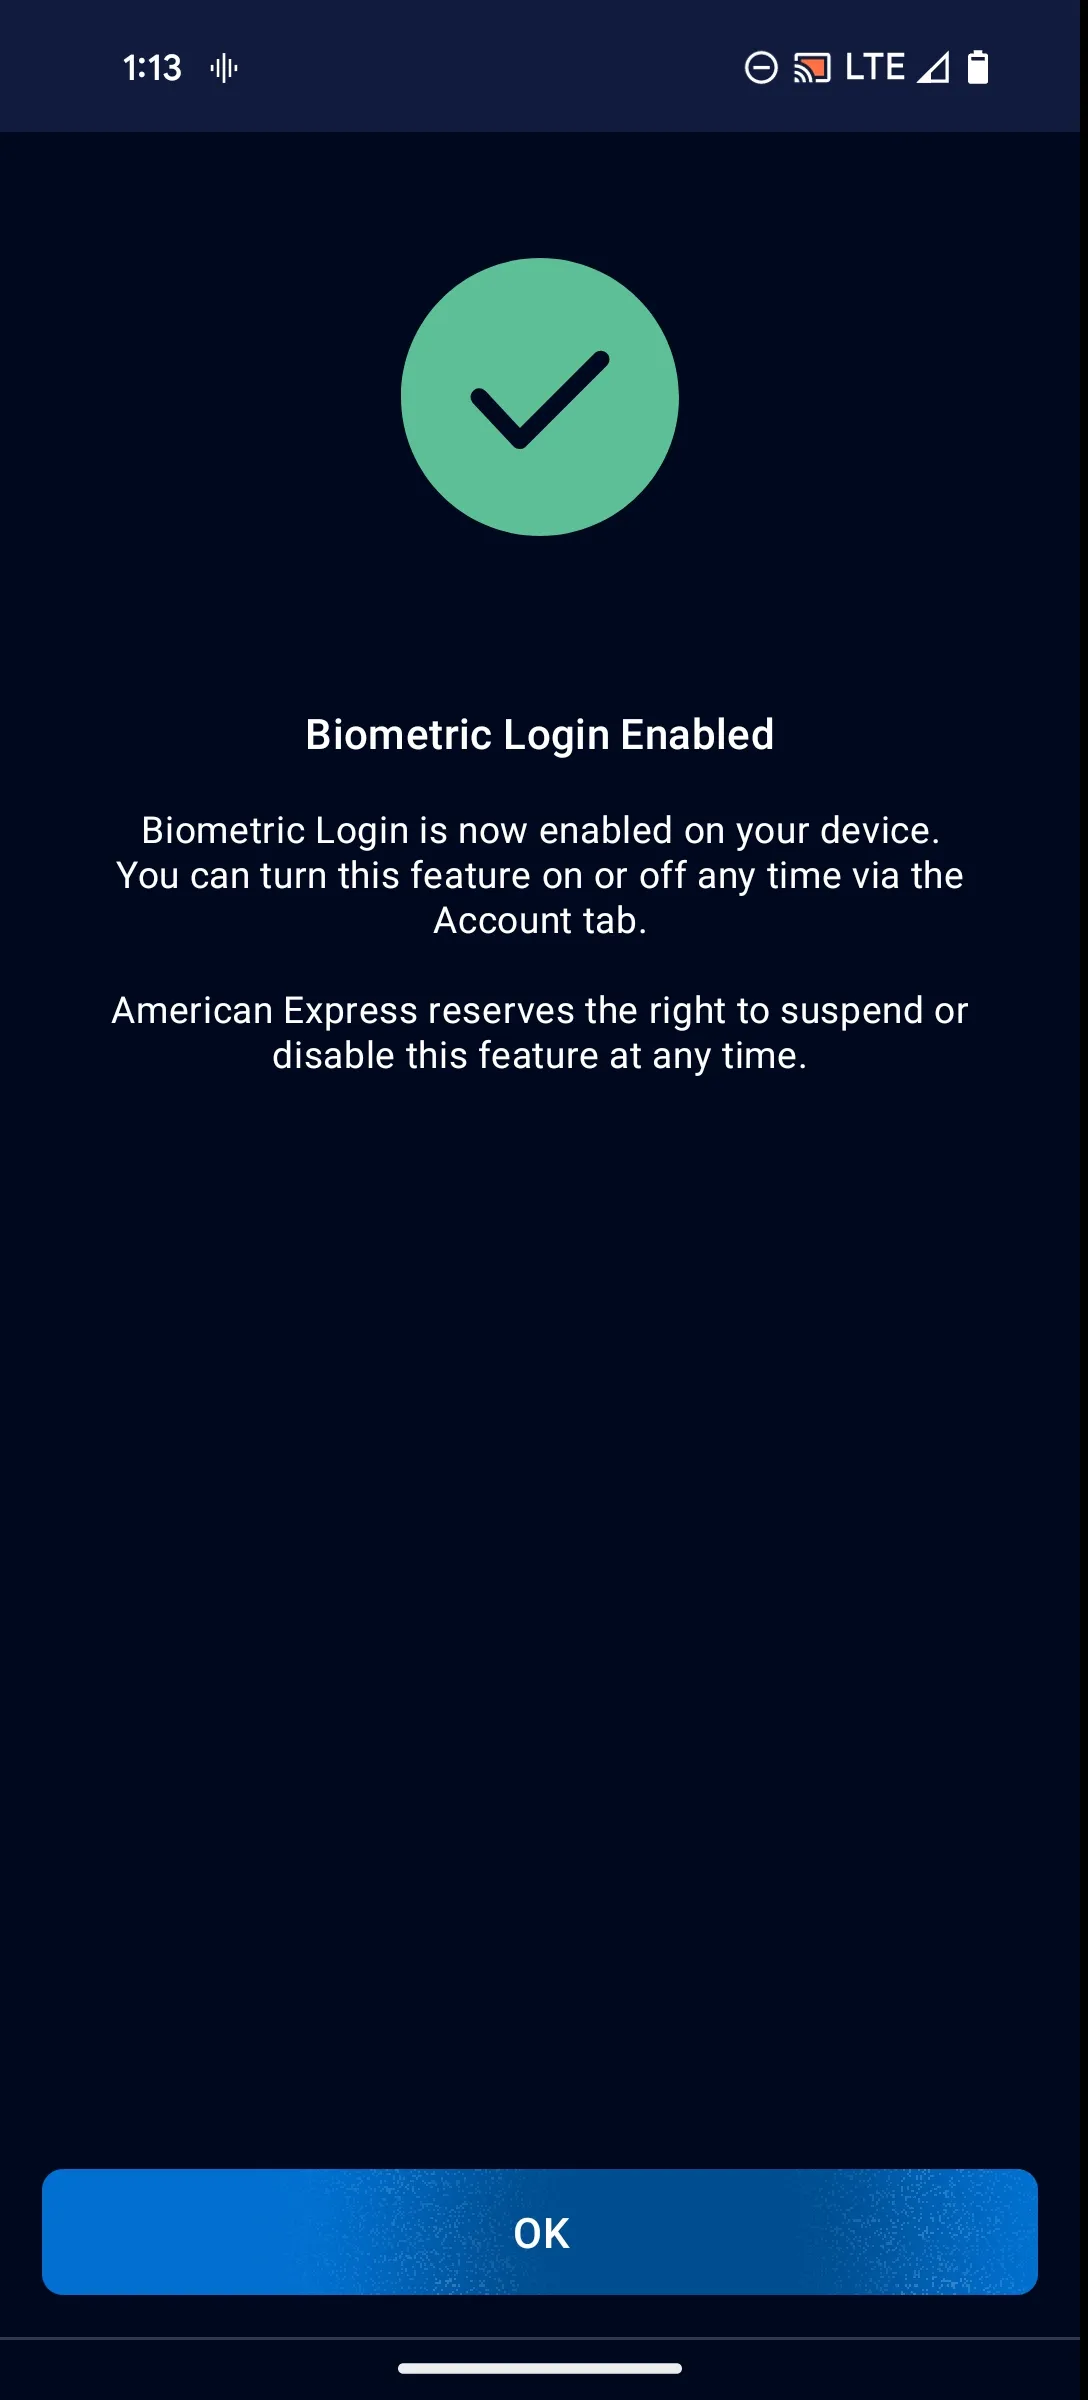 1:13 LTE
Biometric Login Enabled
Biometric Login is now enabled on your device.
You can turn this feature on or off any time via the
Account tab.
American Express reserves the right to suspend or
disable this feature at any time.
OK